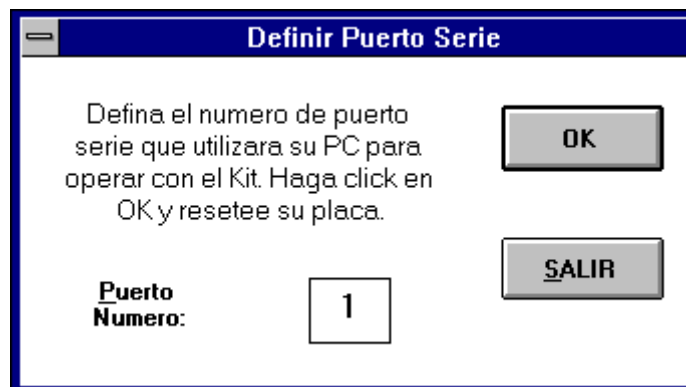 Definir Puerto Serie
Defina el numero de puerto
serie que utilizara su PC para
operar con el Kit. Haga click en
OK y resetee su placa.
OK
SALIR
Puerto
Numero:
1